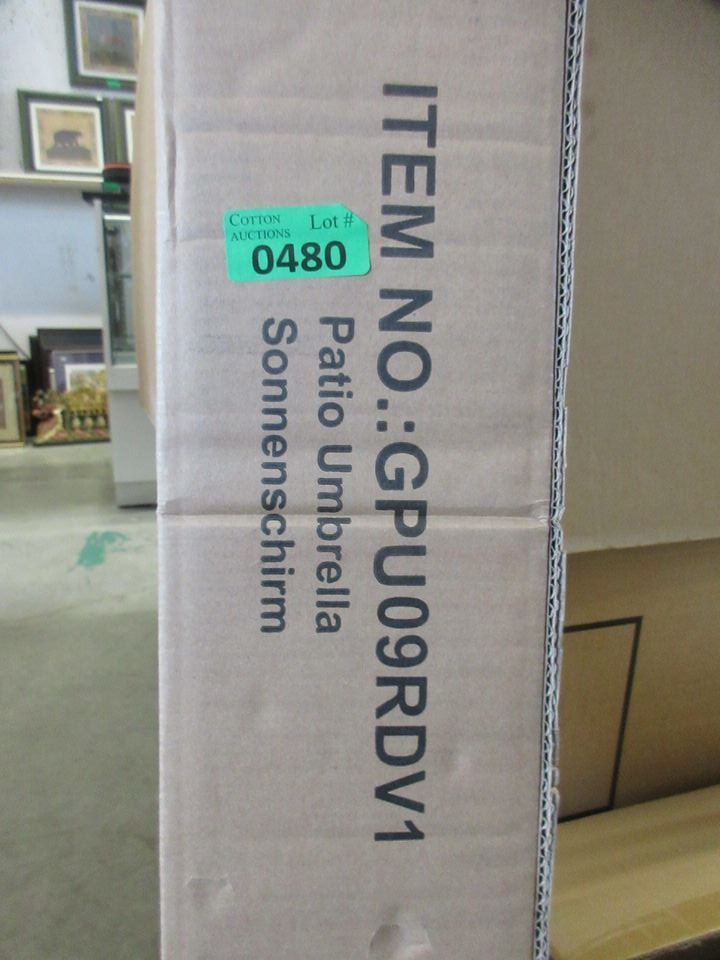 ITEM NO.:GPU09RDV1
Patio Umbrella
Sonnenschirm
COTTON AUCTIONS Lot #
0480